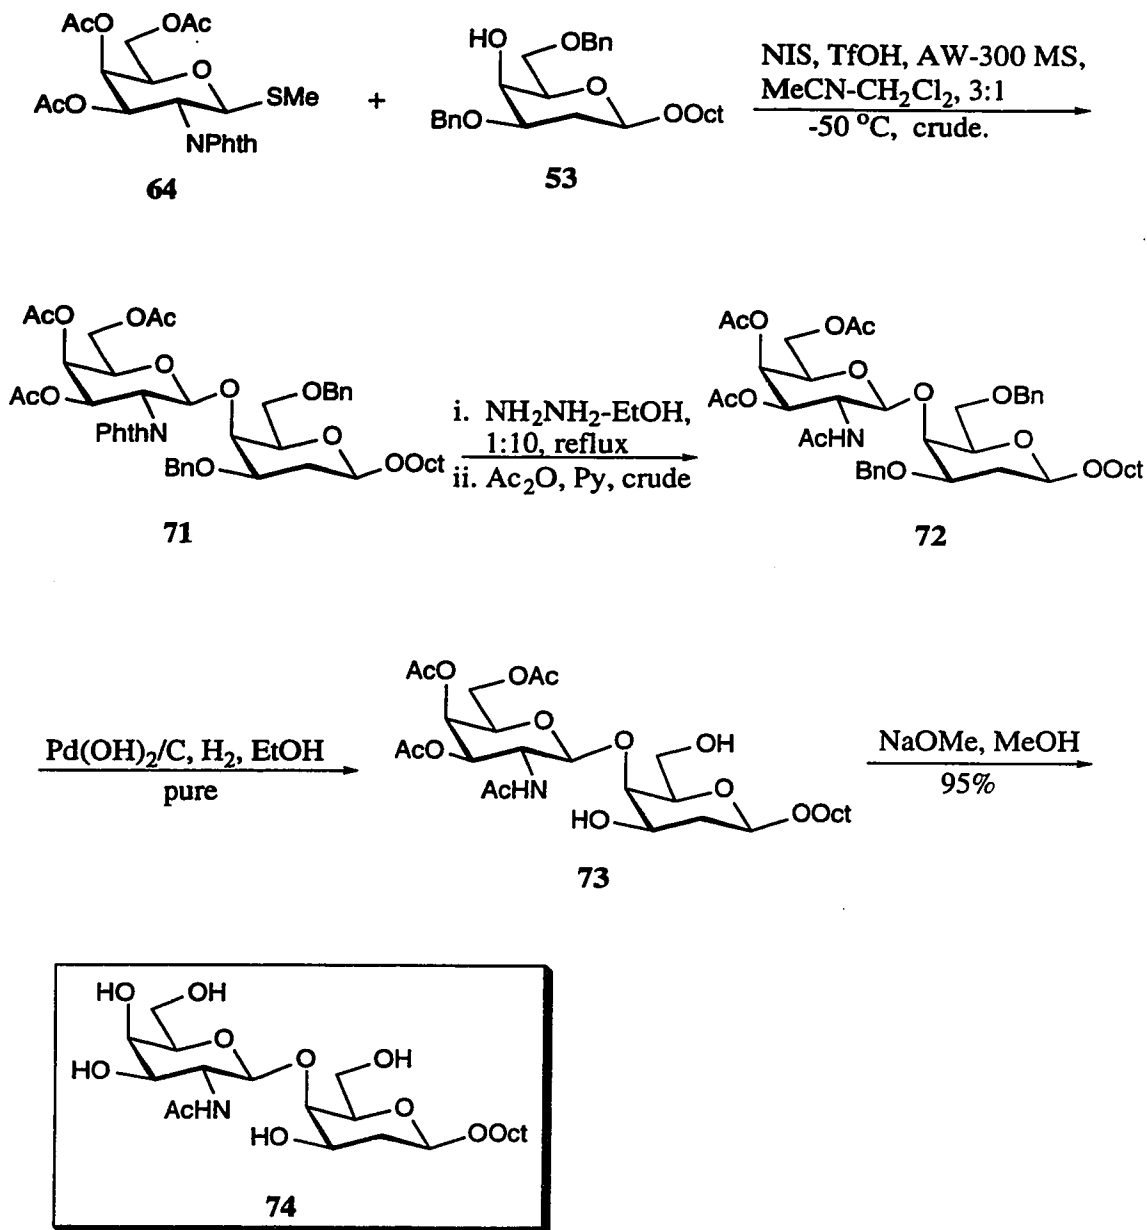 AcO OAc
O
AcO SMe
NPhth
64
+
HO OBn
O
BnO OOct
53
NIS, TfOH, AW-300 MS,
MeCN-CH₂Cl₂, 3:1
-50 °C, crude.
AcO OAc
O
AcO O OBn
PhthN O
BnO OOct
71
i. NH₂NH₂-EtOH,
1:10, reflux
ii. Ac₂O, Py, crude
AcO OAc
O
AcO O OBn
AcHN O
BnO OOct
72
Pd(OH)₂/C, H₂, EtOH
pure
AcO OAc
O
AcO O OH
AcHN O
HO OOct
73
NaOMe, MeOH
95%
HO OH
O
HO O OH
AcHN O
HO OOct
74